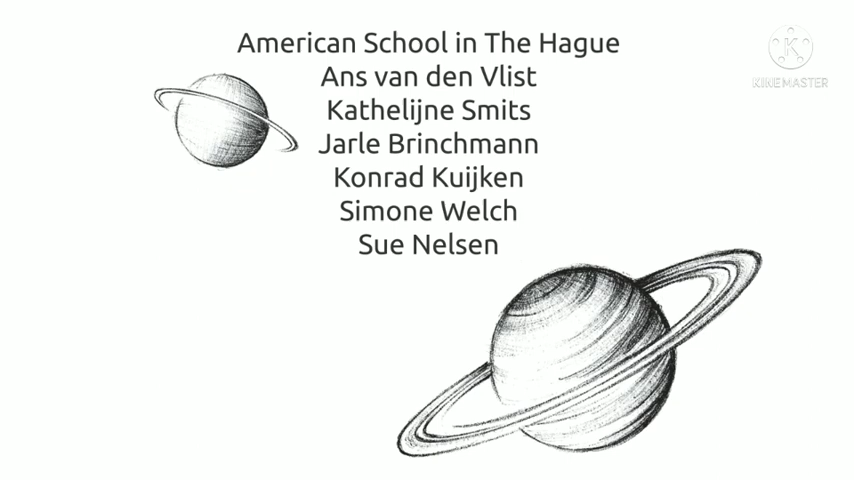 American School in The Hague
Ans van den Vlist
Kathelijne Smits
Jarle Brinchmann
Konrad Kuijken
Simone Welch
Sue Nelsen
K
KINEMASTER